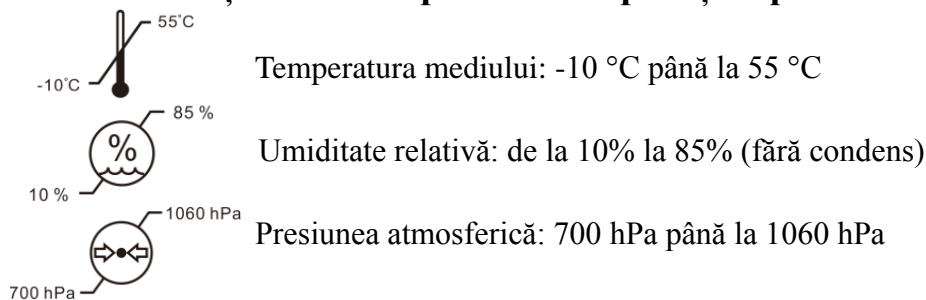 55°C
Temperatura mediului: -10 °C până la 55 °C
-10°C
85 %
%
Umiditate relativă: de la 10% la 85% (fără condens)
10 %
1060 hPa
Presiunea atmosferică: 700 hPa până la 1060 hPa
700 hPa